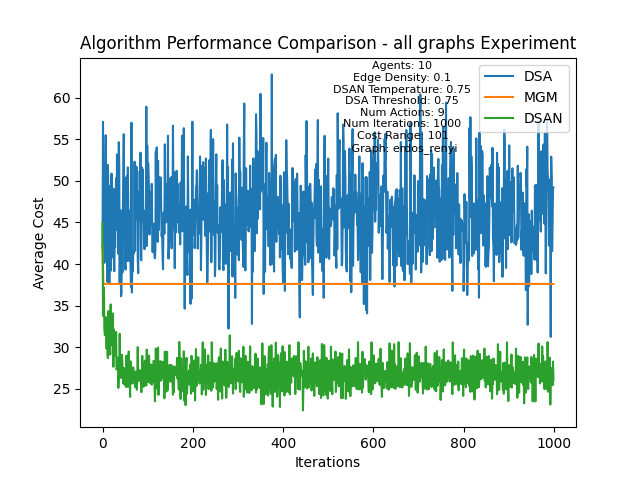 Algorithm Performance Comparison - all graphs Experiment
Agents: 10
Edge Density: 0.1
DSAN Temperature: 0.75
DSA Threshold: 0.75
Num Actions: 9
Num Iterations: 1000
Cost Range: 101
Graph: erdos_renyi
DSA
MGM
DSAN
Average Cost
60
55
50
45
40
35
30
25
0
200
400
600
800
1000
Iterations